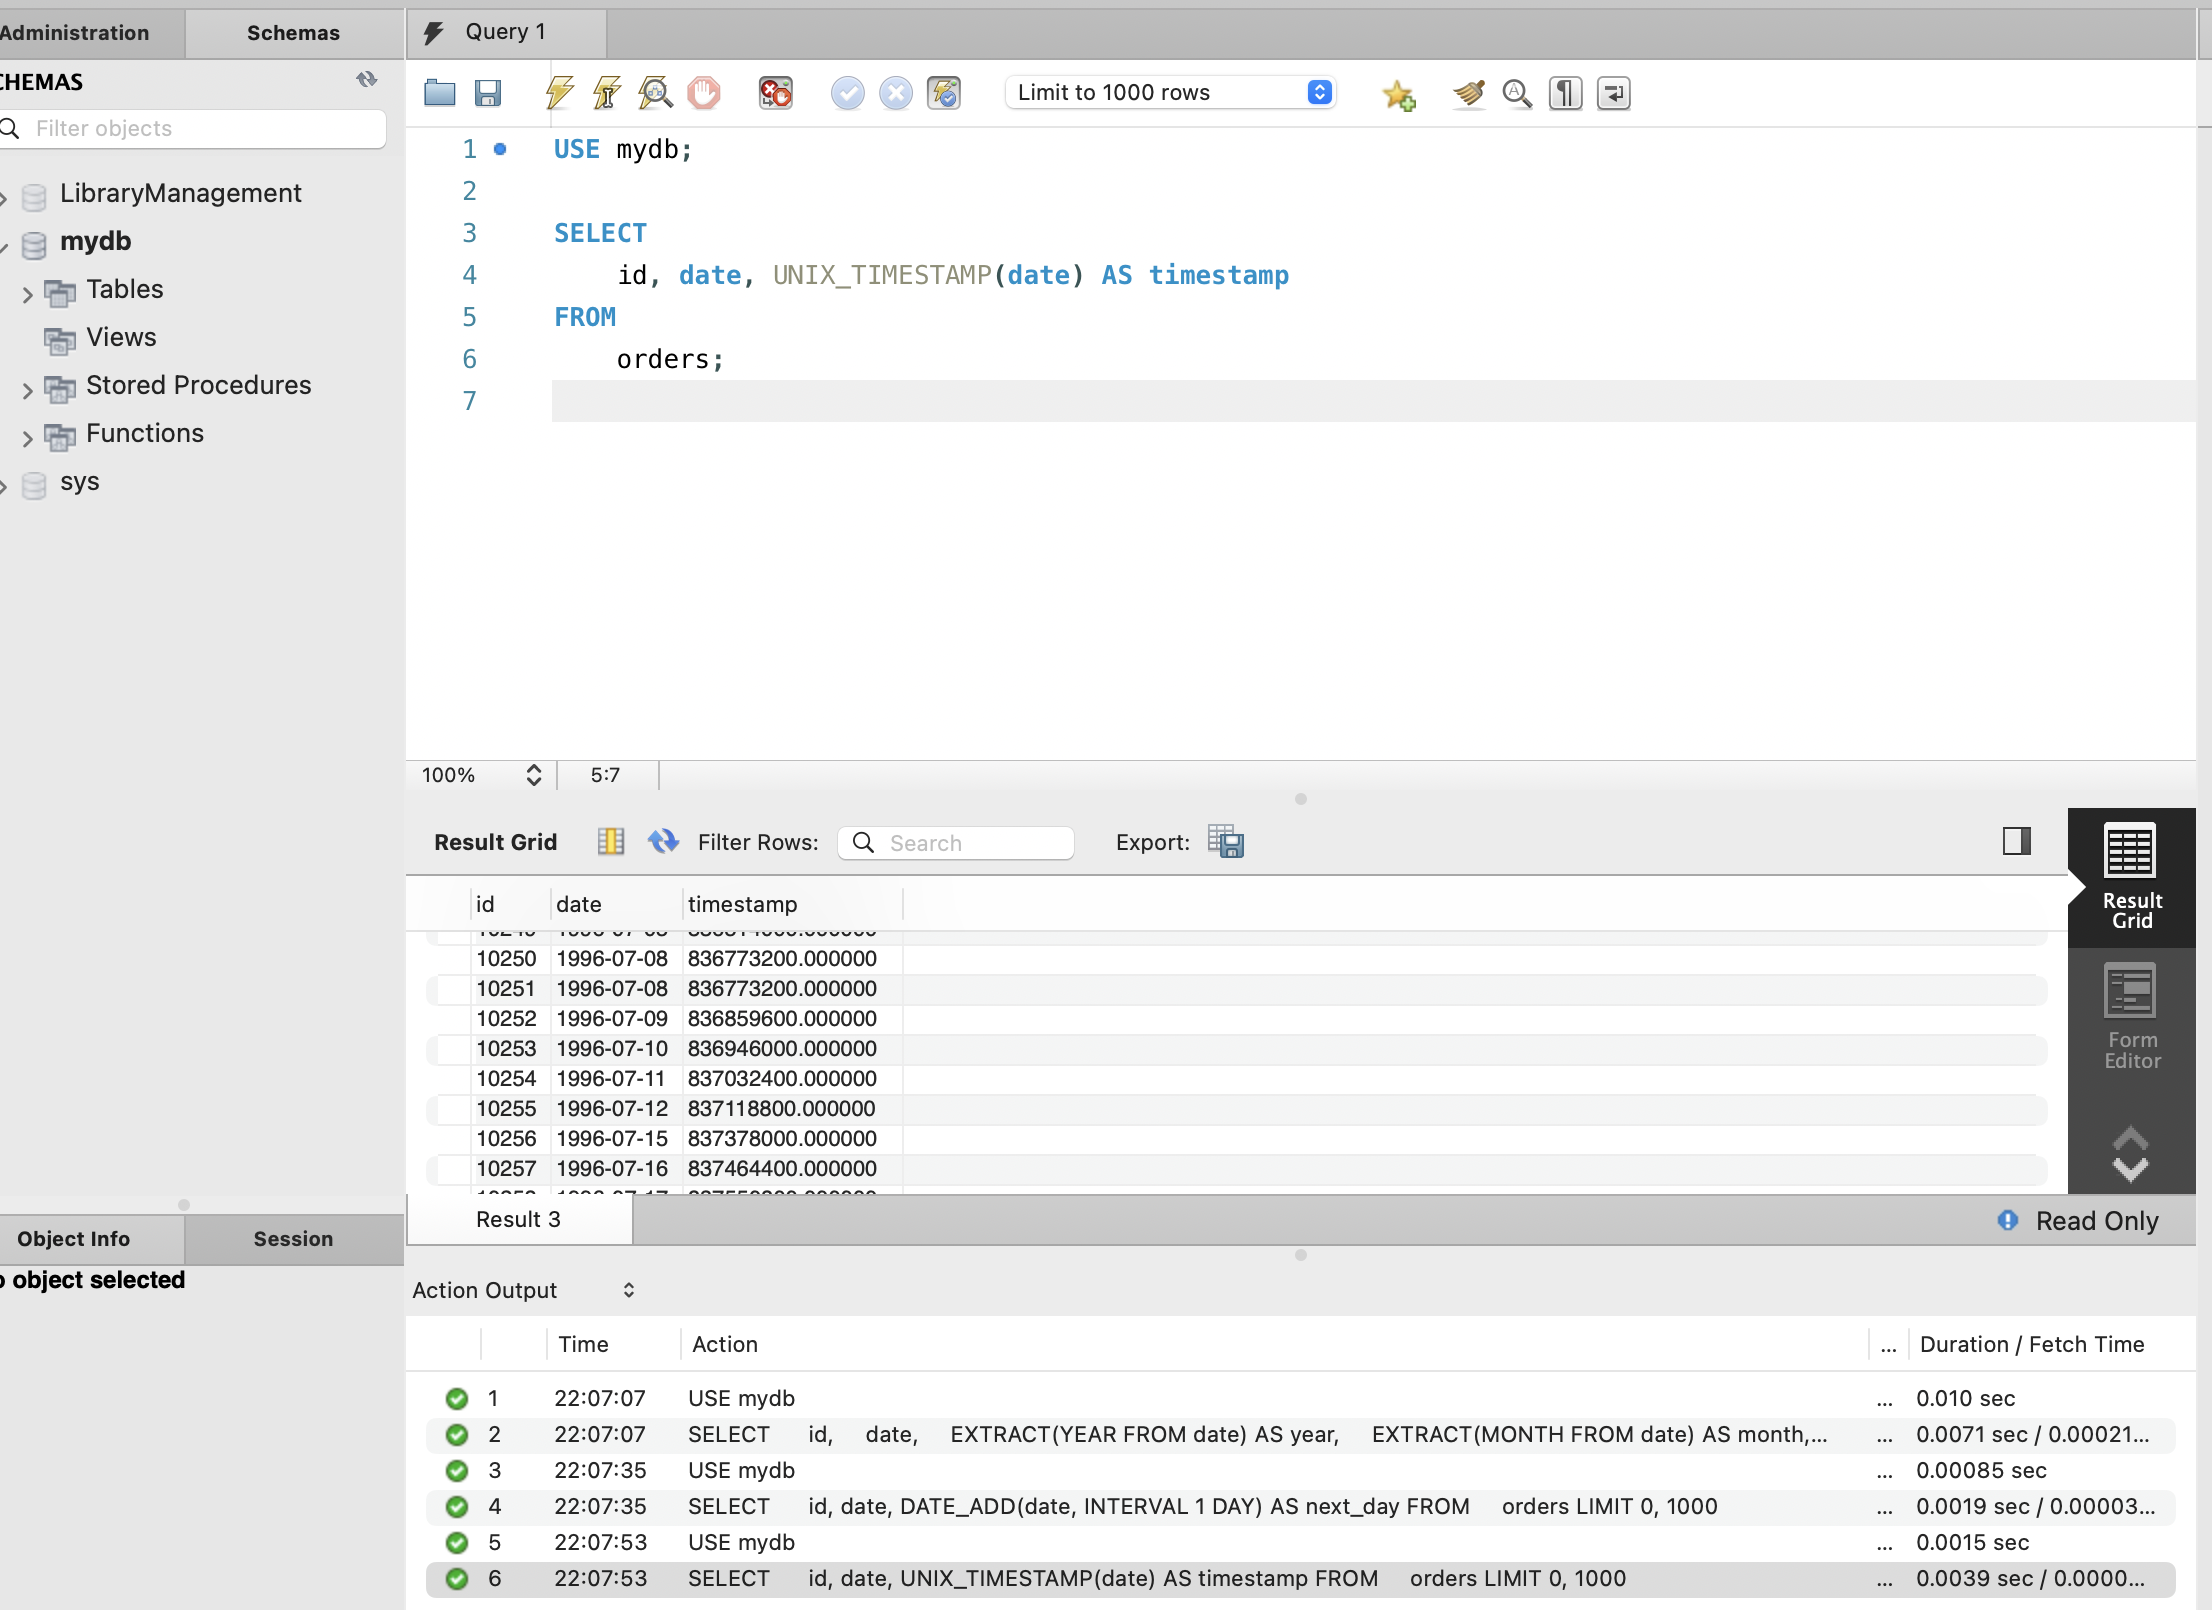 Administration
Schemas
Query 1
CHEMAS
Filter objects
Limit to 1000 rows
LibraryManagement
mydb
Tables
Views
Stored Procedures
Functions
sys
1 USE mydb;
2
3 SELECT
4 id, date, UNIX_TIMESTAMP(date) AS timestamp
5 FROM
6 orders;
7
100% 5:7
Result Grid Filter Rows: Search Export:
Result Grid
Form Editor
id date timestamp
10250 1996-07-08 836773200.000000
10251 1996-07-08 836773200.000000
10252 1996-07-09 836859600.000000
10253 1996-07-10 836946000.000000
10254 1996-07-11 837032400.000000
10255 1996-07-12 837118800.000000
10256 1996-07-15 837378000.000000
10257 1996-07-16 837464400.000000
Result 3
Read Only
Object Info
Session
o object selected
Action Output
Time Action ... Duration / Fetch Time
1 22:07:07 USE mydb ... 0.010 sec
2 22:07:07 SELECT id, date, EXTRACT(YEAR FROM date) AS year, EXTRACT(MONTH FROM date) AS month,... ... 0.0071 sec / 0.00021...
3 22:07:35 USE mydb ... 0.00085 sec
4 22:07:35 SELECT id, date, DATE_ADD(date, INTERVAL 1 DAY) AS next_day FROM orders LIMIT 0, 1000 ... 0.0019 sec / 0.00003...
5 22:07:53 USE mydb ... 0.0015 sec
6 22:07:53 SELECT id, date, UNIX_TIMESTAMP(date) AS timestamp FROM orders LIMIT 0, 1000 ... 0.0039 sec / 0.0000...